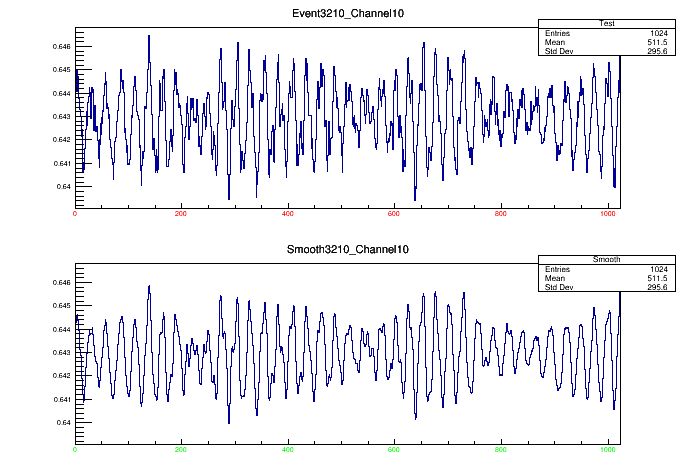 Event3210_Channel10
Test
Entries 1024
Mean 511.5
Std Dev 295.6
0.646
0.645
0.644
0.643
0.642
0.641
0.64
0 200 400 600 800 1000
Smooth3210_Channel10
Smooth
Entries 1024
Mean 511.5
Std Dev 295.6
0.646
0.645
0.644
0.643
0.642
0.641
0.64
0 200 400 600 800 1000